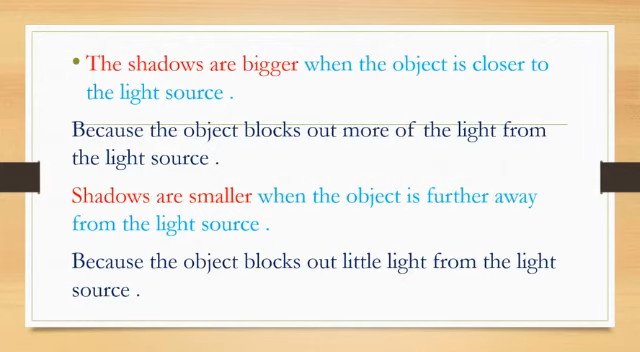 • The shadows are bigger when the object is closer to
the light source .
Because the object blocks out more of the light from
the light source .
Shadows are smaller when the object is further away
from the light source .
Because the object blocks out little light from the light
source .